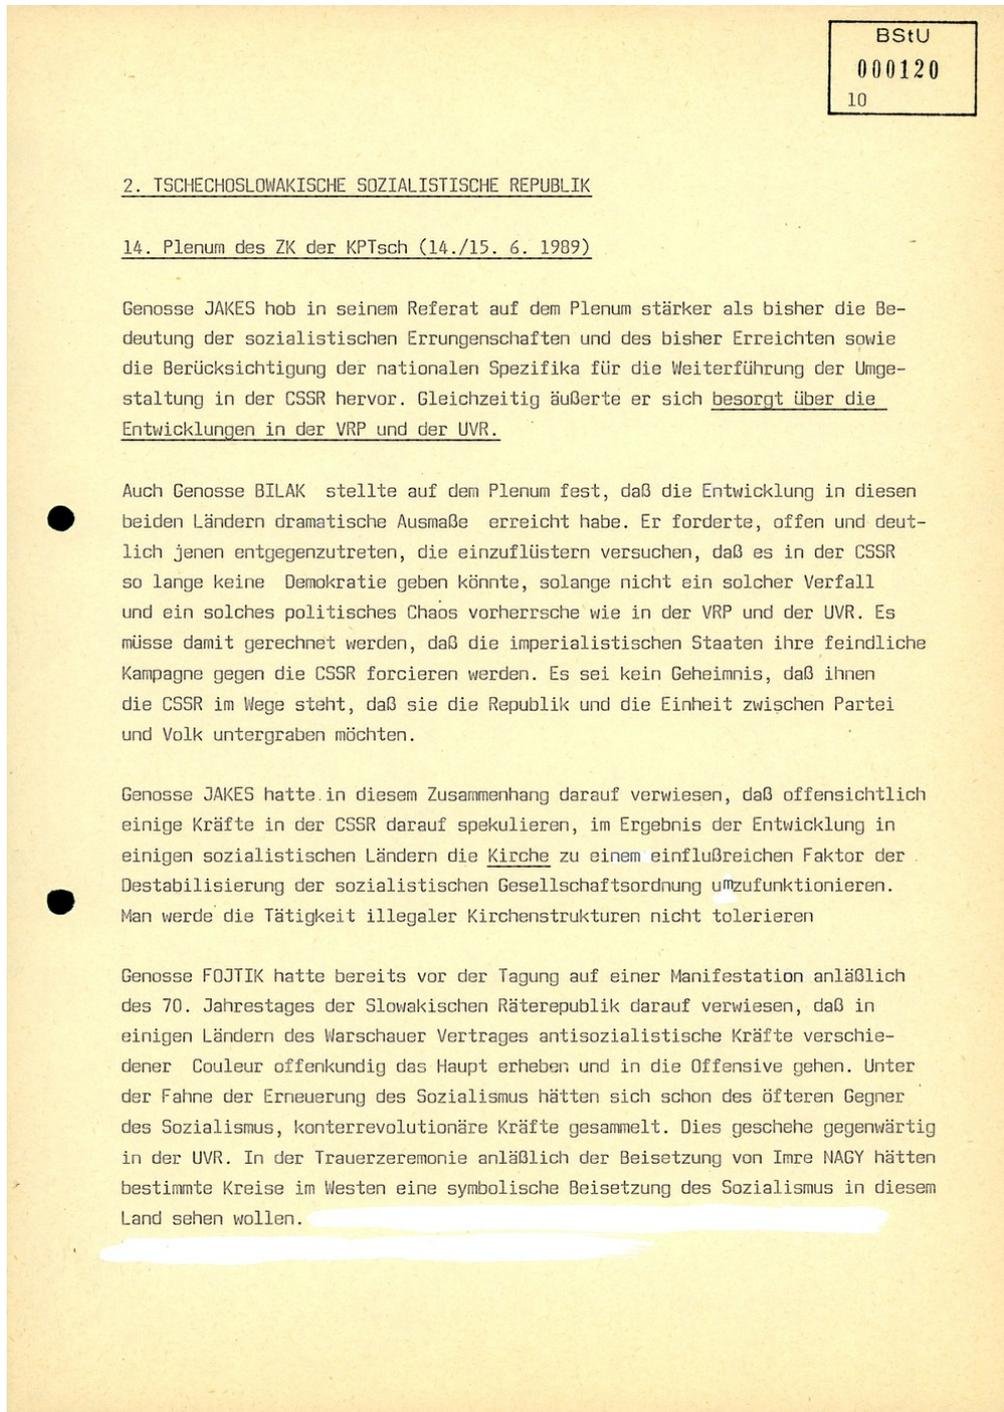 BStU
000120
10
2. TSCHECHOSLOWAKISCHE SOZIALISTISCHE REPUBLIK
14. Plenum des ZK der KPTsch (14./15. 6. 1989)
Genosse JAKES hob in seinem Referat auf dem Plenum stärker als bisher die Be-
deutung der sozialistischen Errungenschaften und des bisher Erreichten sowie
die Berücksichtigung der nationalen Spezifika für die Weiterführung der Umge-
staltung in der CSSR hervor. Gleichzeitig äußerte er sich besorgt über die
Entwicklungen in der VRP und der UVR.
Auch Genosse BILAK stellte auf dem Plenum fest, daß die Entwicklung in diesen
beiden Ländern dramatische Ausmaße erreicht habe. Er forderte, offen und deut-
lich jenen entgegenzutreten, die einzuflüstern versuchen, daß es in der CSSR
so lange keine Demokratie geben könnte, solange nicht ein solcher Verfall
und ein solches politisches Chaos vorherrsche wie in der VRP und der UVR. Es
müsse damit gerechnet werden, daß die imperialistischen Staaten ihre feindliche
Kampagne gegen die CSSR forcieren werden. Es sei kein Geheimnis, daß ihnen
die CSSR im Wege steht, daß sie die Republik und die Einheit zwischen Partei
und Volk untergraben möchten.
Genosse JAKES hatte in diesem Zusammenhang darauf verwiesen, daß offensichtlich
einige Kräfte in der CSSR darauf spekulieren, im Ergebnis der Entwicklung in
einigen sozialistischen Ländern die Kirche zu einem einflußreichen Faktor der
Destabilisierung der sozialistischen Gesellschaftsordnung umzufunktionieren.
Man werde die Tätigkeit illegaler Kirchenstrukturen nicht tolerieren
Genosse FOJTIK hatte bereits vor der Tagung auf einer Manifestation anläßlich
des 70. Jahrestages der Slowakischen Räterepublik darauf verwiesen, daß in
einigen Ländern des Warschauer Vertrages antisozialistische Kräfte verschie-
dener Couleur offenkundig das Haupt erheben und in die Offensive gehen. Unter
der Fahne der Erneuerung des Sozialismus hätten sich schon des öfteren Gegner
des Sozialismus, konterrevolutionäre Kräfte gesammelt. Dies geschehe gegenwärtig
in der UVR. In der Trauerzeremonie anläßlich der Beisetzung von Imre NAGY hätten
bestimmte Kreise im Westen eine symbolische Beisetzung des Sozialismus in diesem
Land sehen wollen.